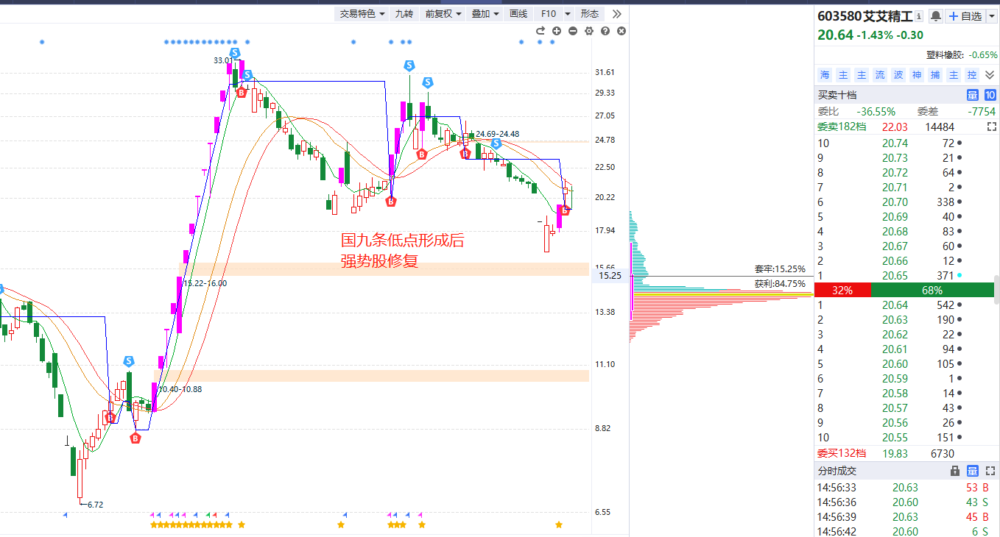 交易特色 九转 前复权 叠加 画线 F10 形态
603580艾艾精工
自选
20.64 -1.43% -0.30
塑料橡胶: -0.65%
海 主 主 流 波 神 捕 主 控
买卖十档 量 10
委比 -36.55% 委差 -7754
委卖182档 22.03 14484
10 20.74 72
9 20.73 21
8 20.72 64
7 20.71 2
6 20.70 338
5 20.69 40
4 20.68 83
3 20.67 60
2 20.66 12
1 20.65 371
32% 68%
1 20.64 542
2 20.63 190
3 20.62 22
4 20.61 94
5 20.60 105
6 20.59 1
7 20.58 14
8 20.57 43
9 20.56 26
10 20.55 151
委买132档 19.83 6730
分时成交 量
14:56:33 20.63 53 B
14:56:36 20.60 43 S
14:56:39 20.63 45 B
14:56:42 20.60 6 S
33.01
24.69-24.48
国九条低点形成后
强势股修复
15.22-16.00
10.40-10.88
6.72
31.61
29.33
27.05
24.78
22.50
20.22
17.94
15.66
15.25
13.38
11.10
8.82
6.55
套牢:15.25%
获利:84.75%